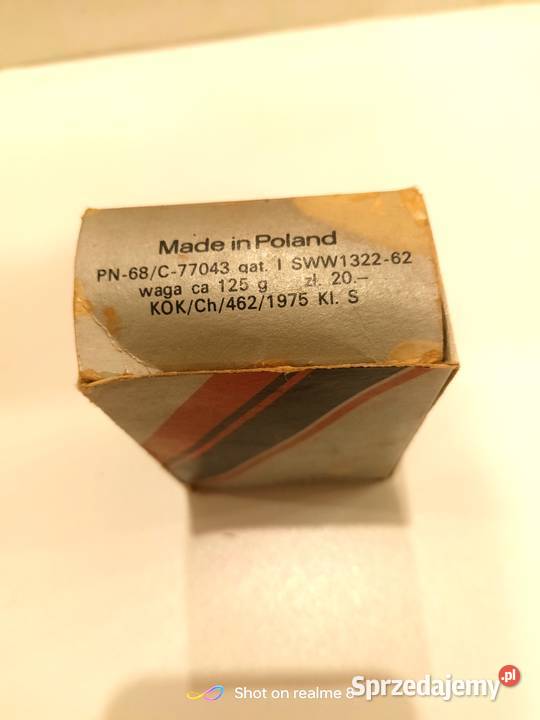 Made in Poland
PN-68/C-77043 gat. I SWW1322-62
waga ca 125 g zł. 20.–
KOK/Ch/462/1975 Kl. S
Shot on realme 8
Sprzedajemy.pl